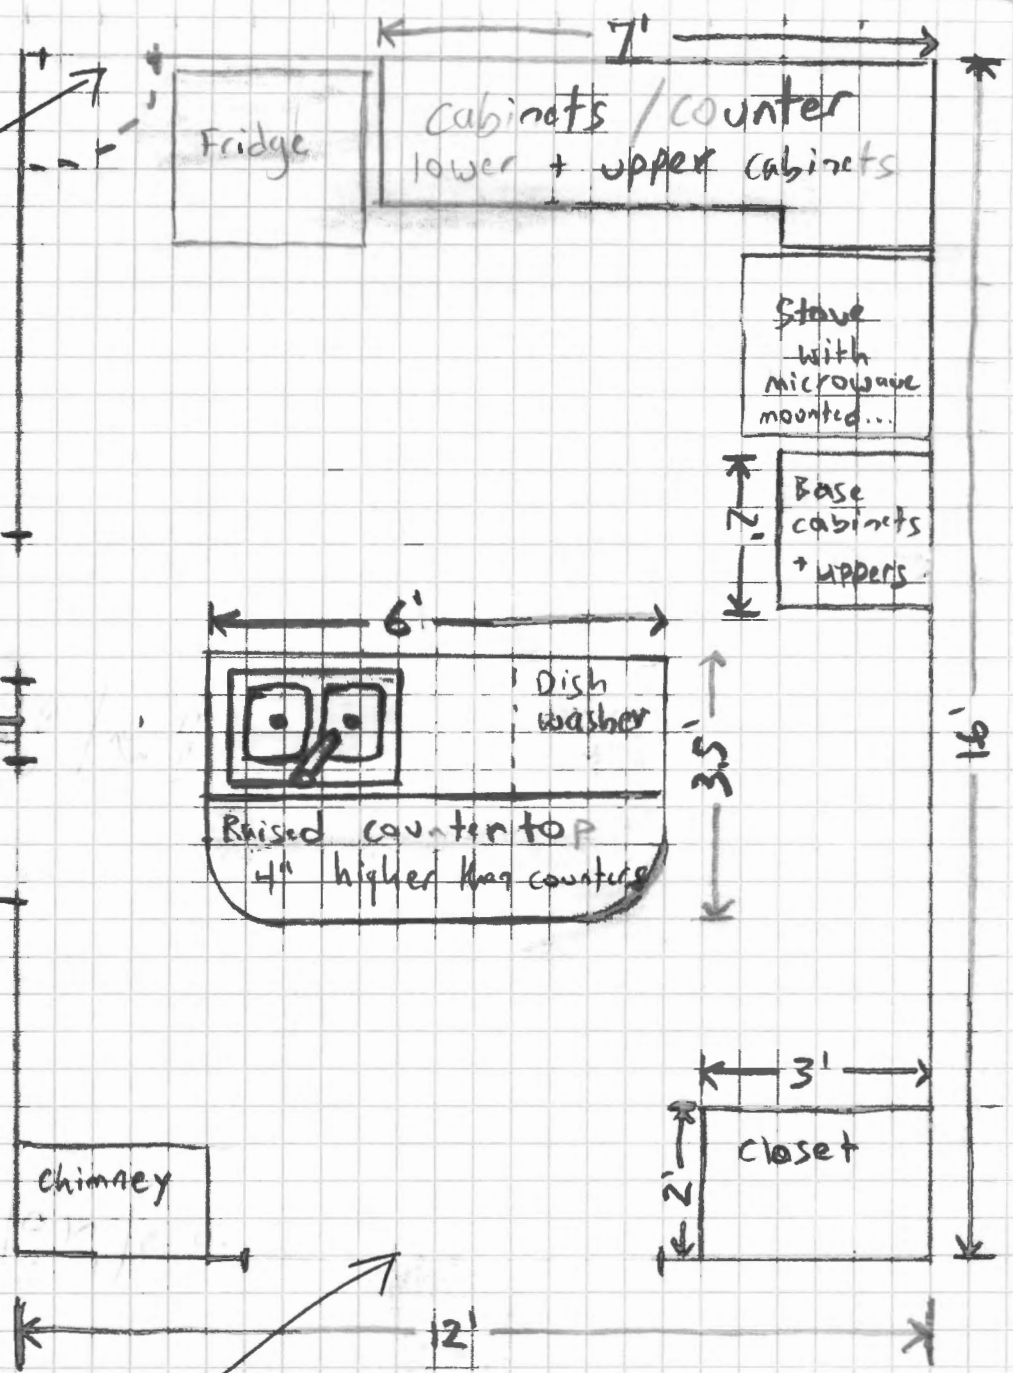 7'
Fridge
cabinets / counter
lower + upper cabinets
Stove
with
microwave
mounted...
2'
Base
cabinets
+ uppers
6'
Dish
washer
3.5'
16'
Raised countertop
4" higher than counters
3'
closet
2'
chimney
12'